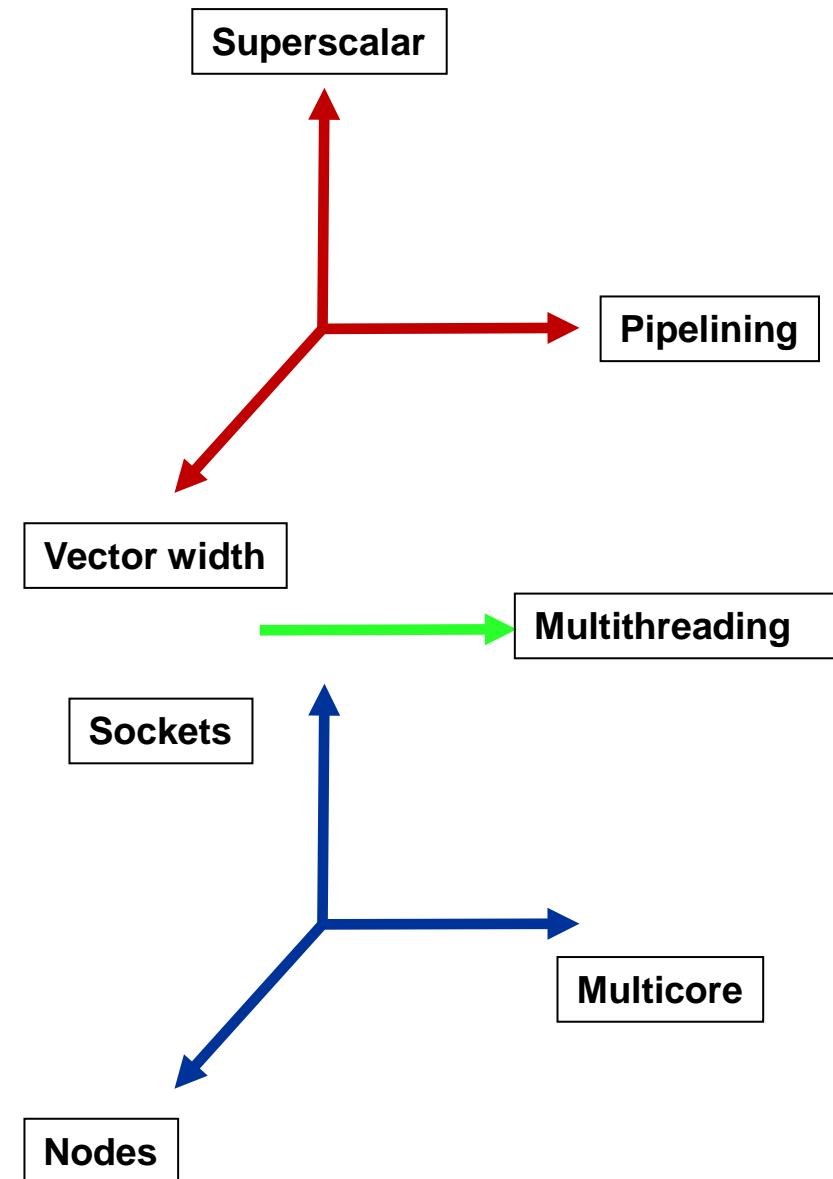 Superscalar
Pipelining
Vector width
Multithreading
Sockets
Multicore
Nodes